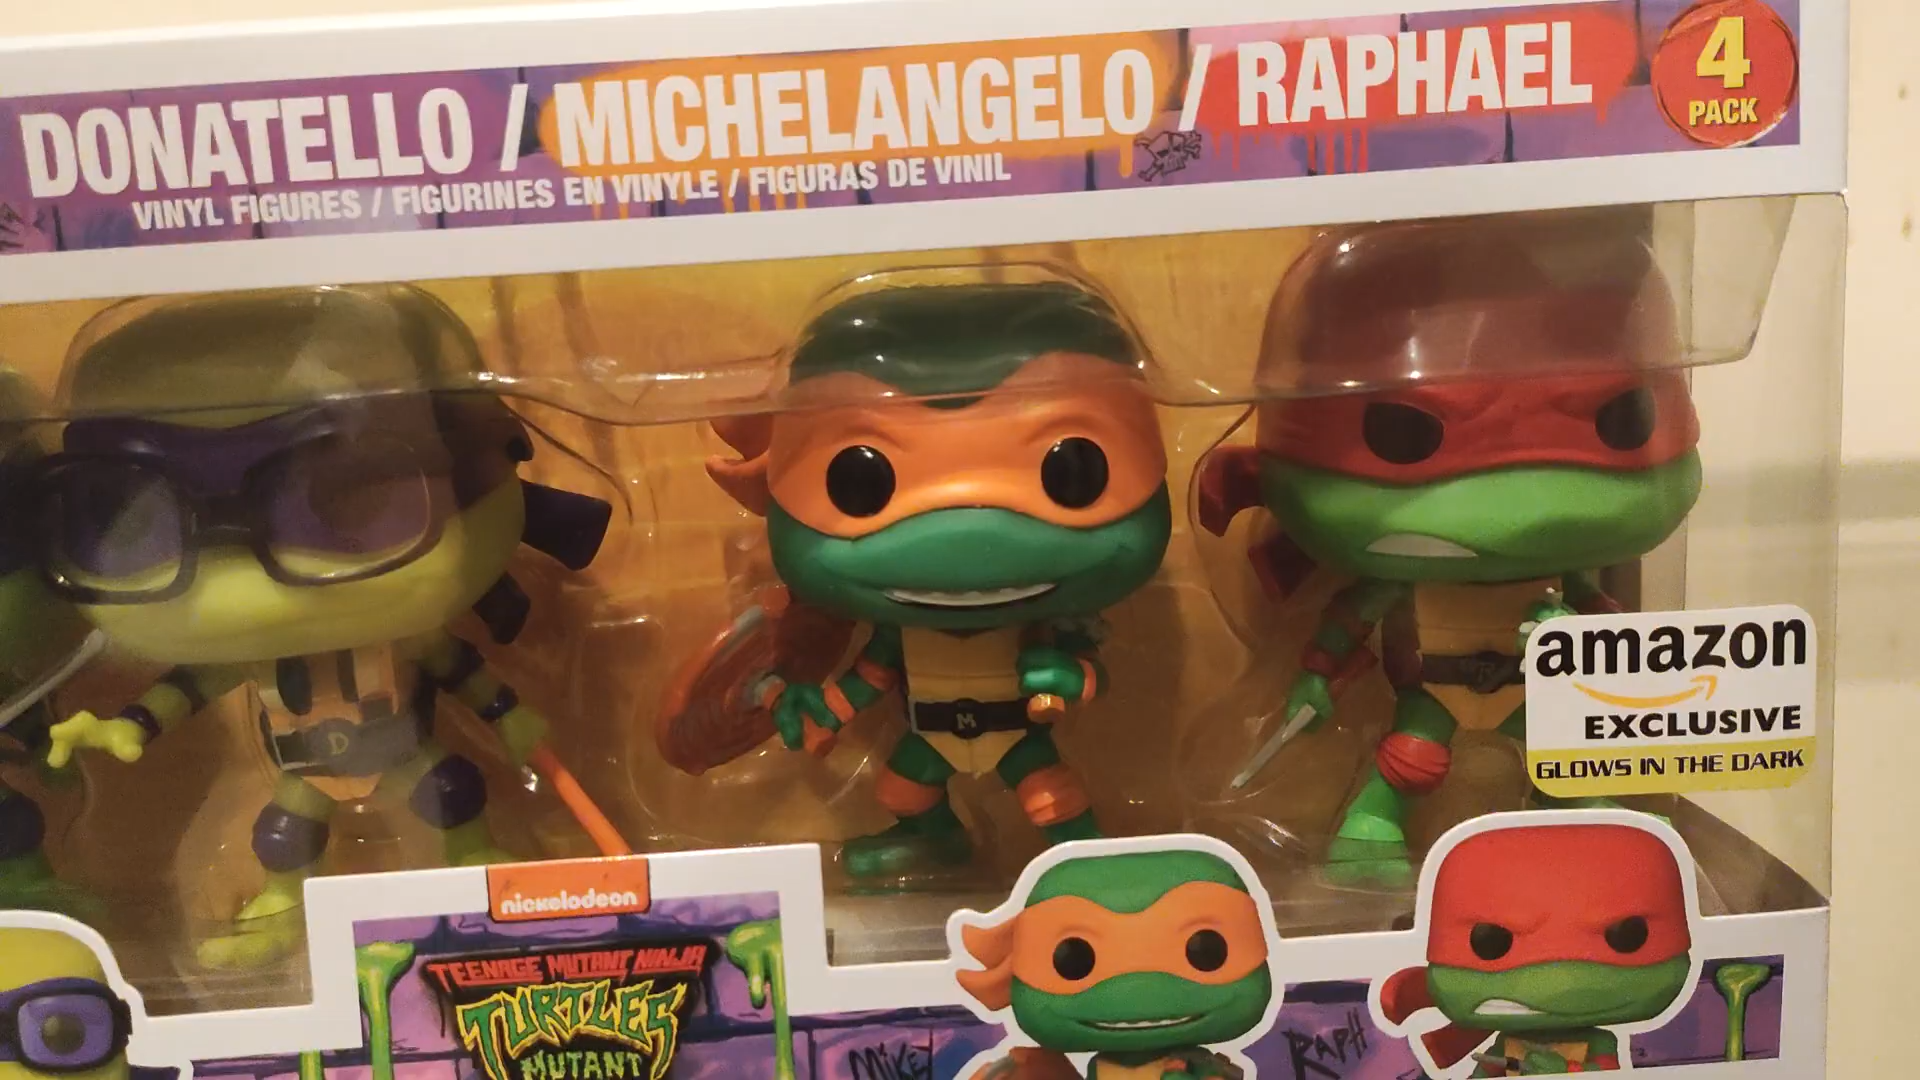 DONATELLO / MICHELANGELO / RAPHAEL
4 PACK
VINYL FIGURES / FIGURINES EN VINYLE / FIGURAS DE VINIL
D
M
amazon
EXCLUSIVE
GLOWS IN THE DARK
nickelodeon
TEENAGE MUTANT NINJA
TURTLES
MUTANT
MIKEY
RAPH